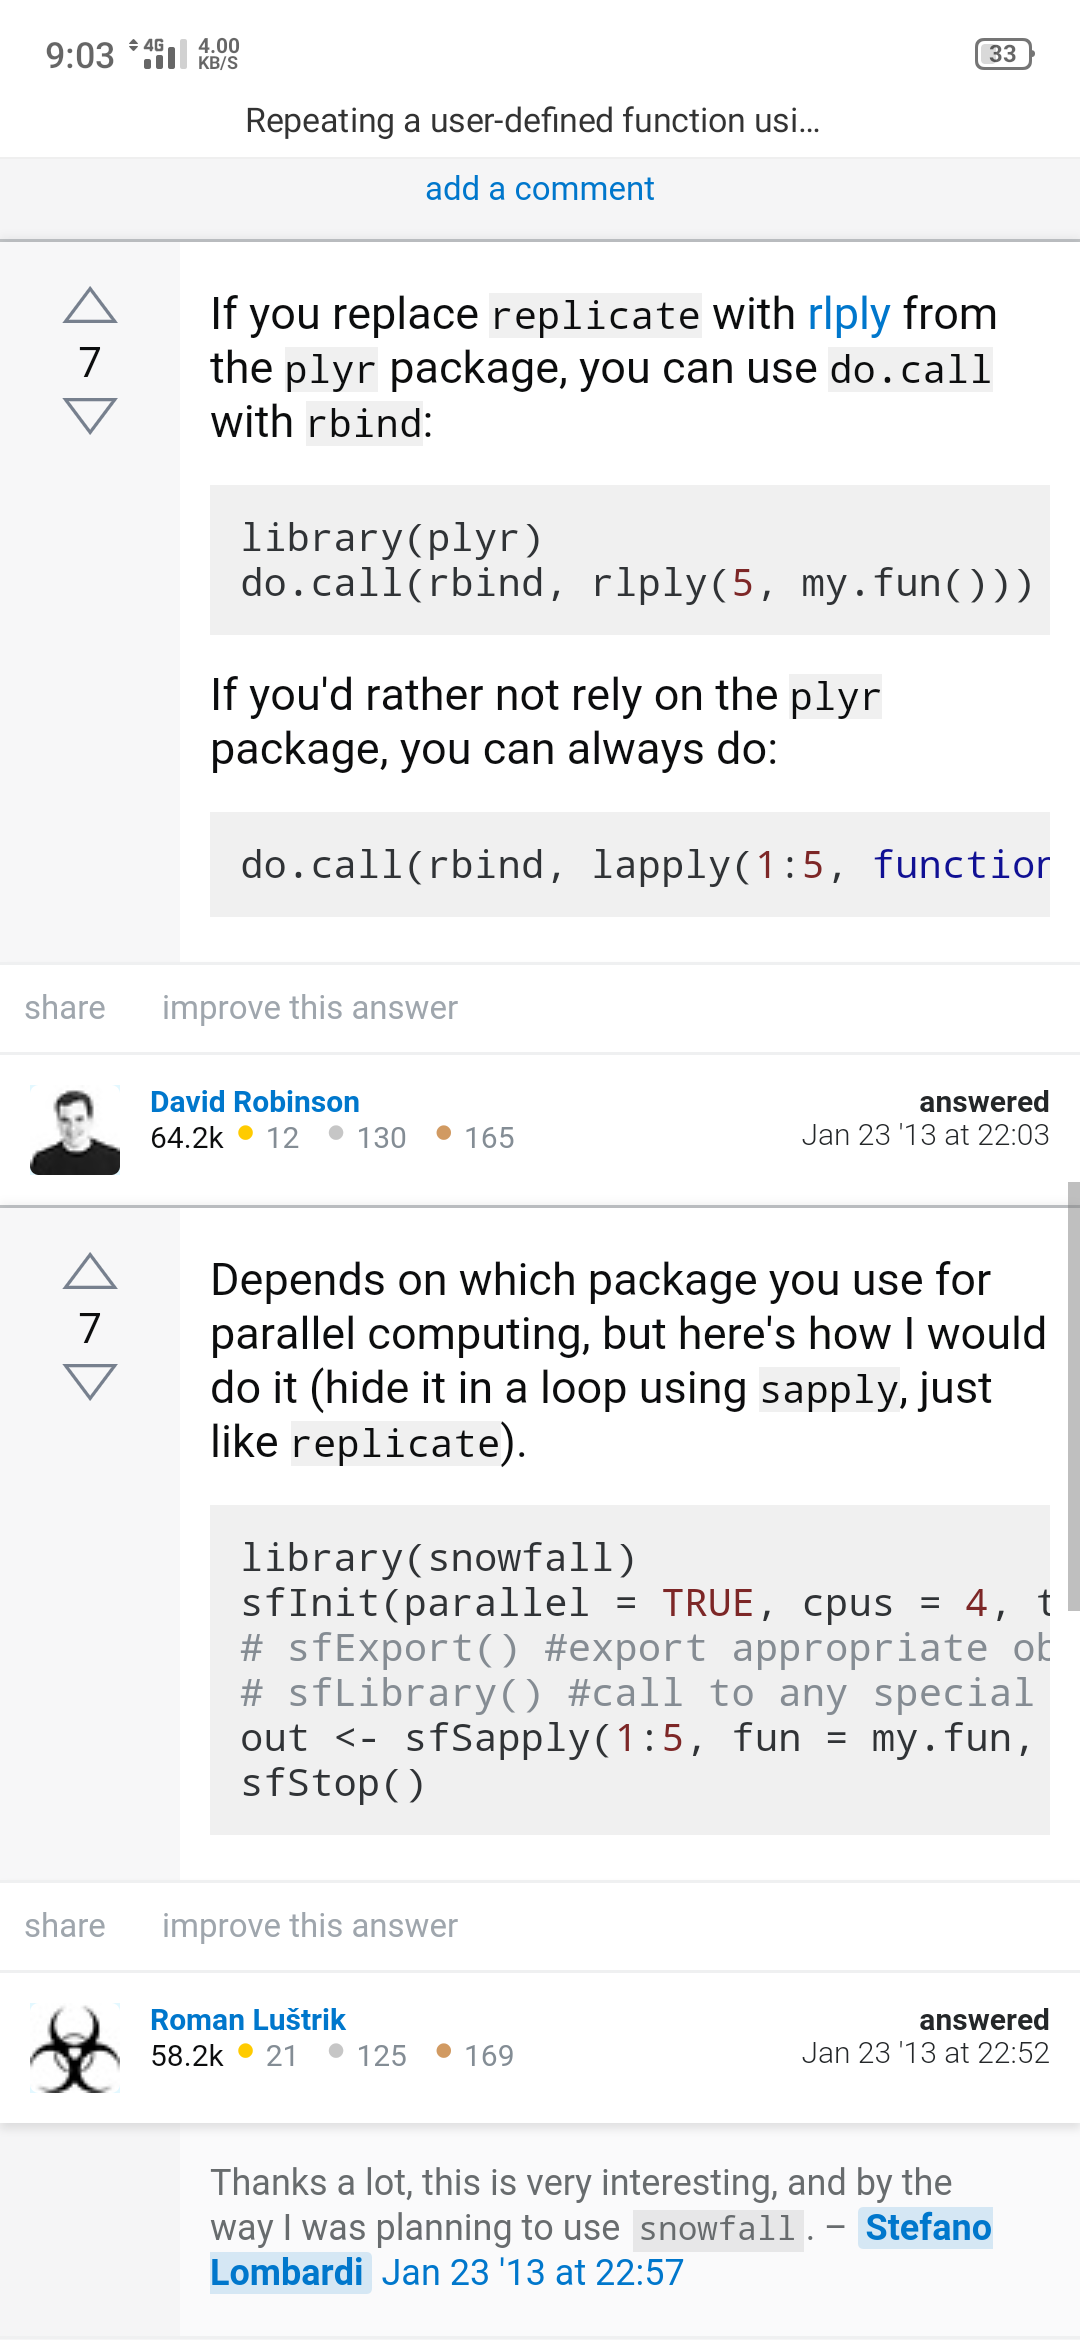 9:03 4G 4.00 KB/S 33
Repeating a user-defined function usi...
add a comment
If you replace replicate with rlply from
the plyr package, you can use do.call
with rbind:
7
library(plyr)
do.call(rbind, rlply(5, my.fun()))
If you'd rather not rely on the plyr
package, you can always do:
do.call(rbind, lapply(1:5, function
share improve this answer
David Robinson answered
64.2k 12 130 165 Jan 23 '13 at 22:03
Depends on which package you use for
7
parallel computing, but here's how I would
do it (hide it in a loop using sapply, just
like replicate).
library(snowfall)
sfInit(parallel = TRUE, cpus = 4, t
# sfExport() #export appropriate ob
# sfLibrary() #call to any special
out <- sfSapply(1:5, fun = my.fun,
sfStop()
share improve this answer
Roman Luštrik answered
58.2k 21 125 169 Jan 23 '13 at 22:52
Thanks a lot, this is very interesting, and by the
way I was planning to use snowfall. – Stefano
Lombardi Jan 23 '13 at 22:57